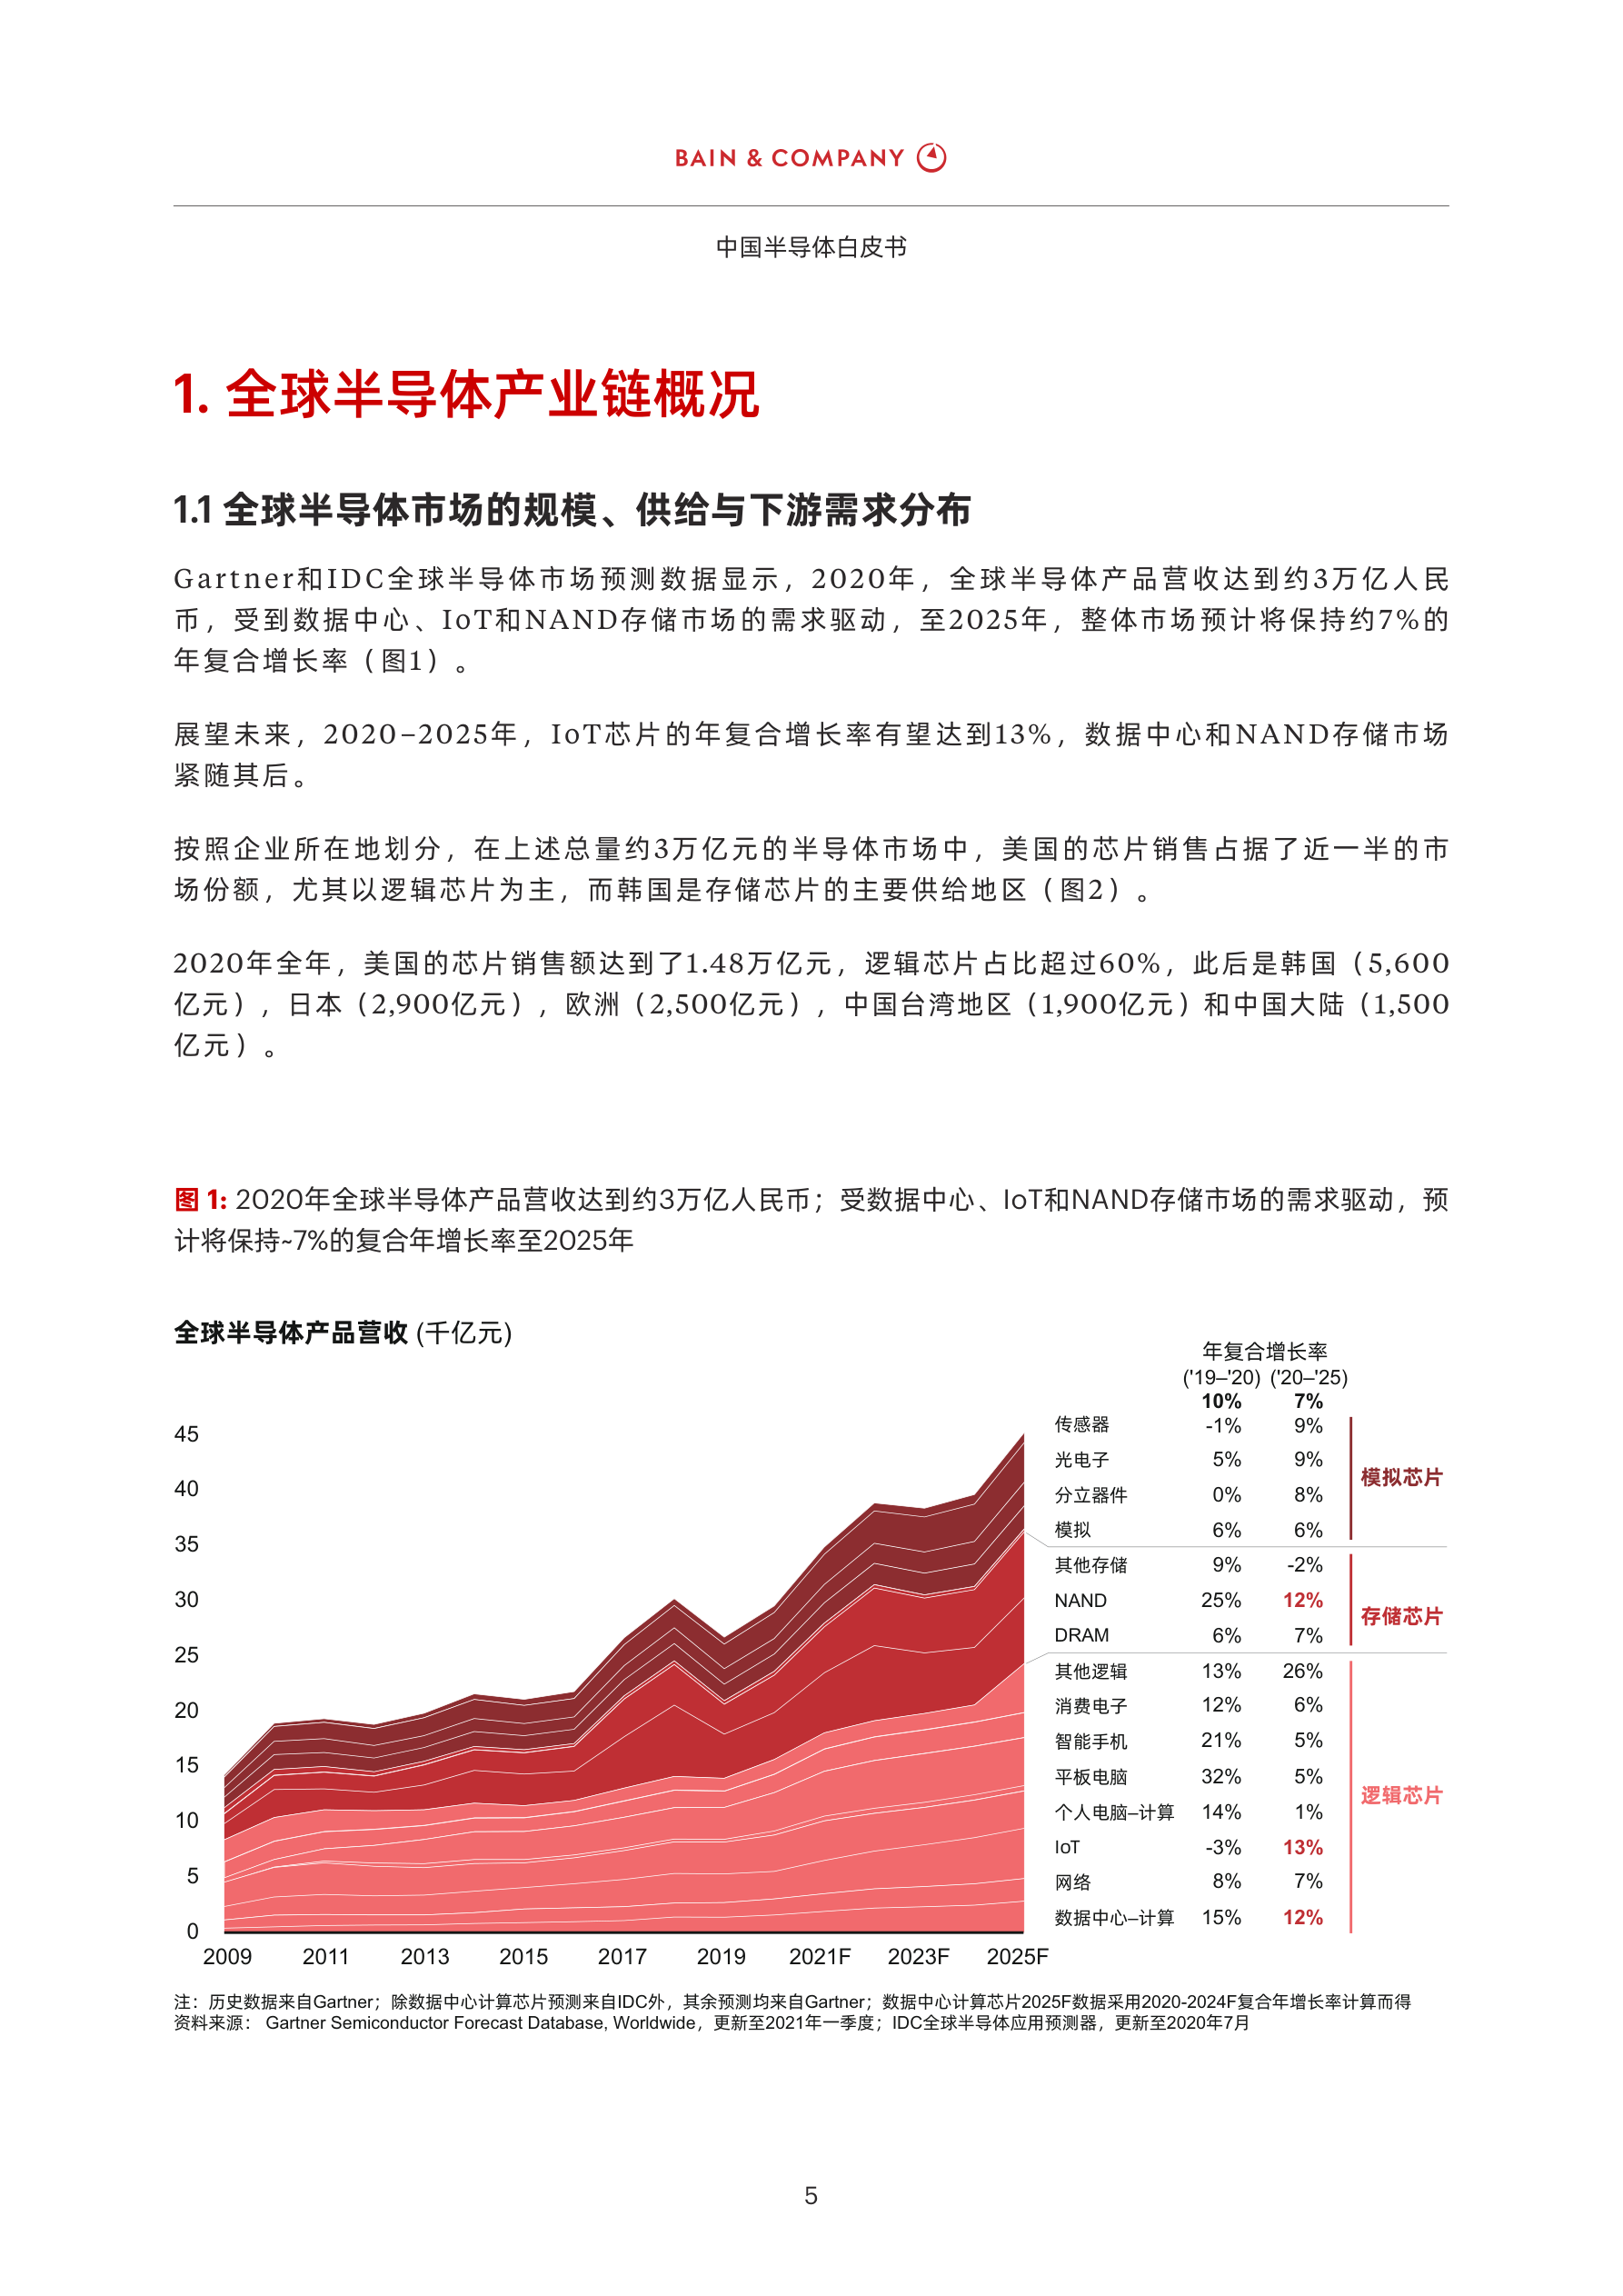 BAIN & COMPANY
中国半导体白皮书
1. 全球半导体产业链概况
1.1 全球半导体市场的规模、供给与下游需求分布
Gartner和IDC全球半导体市场预测数据显示，2020年，全球半导体产品营收达到约3万亿人民
币，受到数据中心、IoT和NAND存储市场的需求驱动，至2025年，整体市场预计将保持约7%的
年复合增长率（图1）。
展望未来，2020–2025年，IoT芯片的年复合增长率有望达到13%，数据中心和NAND存储市场
紧随其后。
按照企业所在地划分，在上述总量约3万亿元的半导体市场中，美国的芯片销售占据了近一半的市
场份额，尤其以逻辑芯片为主，而韩国是存储芯片的主要供给地区（图2）。
2020年全年，美国的芯片销售额达到了1.48万亿元，逻辑芯片占比超过60%，此后是韩国（5,600
亿元），日本（2,900亿元），欧洲（2,500亿元），中国台湾地区（1,900亿元）和中国大陆（1,500
亿元）。
图 1: 2020年全球半导体产品营收达到约3万亿人民币；受数据中心、IoT和NAND存储市场的需求驱动，预
计将保持~7%的复合年增长率至2025年
全球半导体产品营收 (千亿元)
年复合增长率
('19–'20) ('20–'25)
10% 7%
45
40
35
30
25
20
15
10
5
0
2009 2011 2013 2015 2017 2019 2021F 2023F 2025F
传感器 -1% 9%
光电子 5% 9%
分立器件 0% 8%
模拟 6% 6%
模拟芯片
其他存储 9% -2%
NAND 25% 12%
DRAM 6% 7%
存储芯片
其他逻辑 13% 26%
消费电子 12% 6%
智能手机 21% 5%
平板电脑 32% 5%
个人电脑–计算 14% 1%
IoT -3% 13%
网络 8% 7%
数据中心–计算 15% 12%
逻辑芯片
注：历史数据来自Gartner；除数据中心计算芯片预测来自IDC外，其余预测均来自Gartner；数据中心计算芯片2025F数据采用2020-2024F复合年增长率计算而得
资料来源： Gartner Semiconductor Forecast Database, Worldwide，更新至2021年一季度；IDC全球半导体应用预测器，更新至2020年7月
5